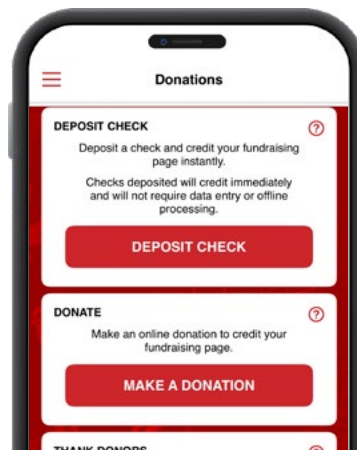 Donations
DEPOSIT CHECK
Deposit a check and credit your fundraising
page instantly.
Checks deposited will credit immediately
and will not require data entry or offline
processing.
DEPOSIT CHECK
DONATE
Make an online donation to credit your
fundraising page.
MAKE A DONATION
THANK DONORS